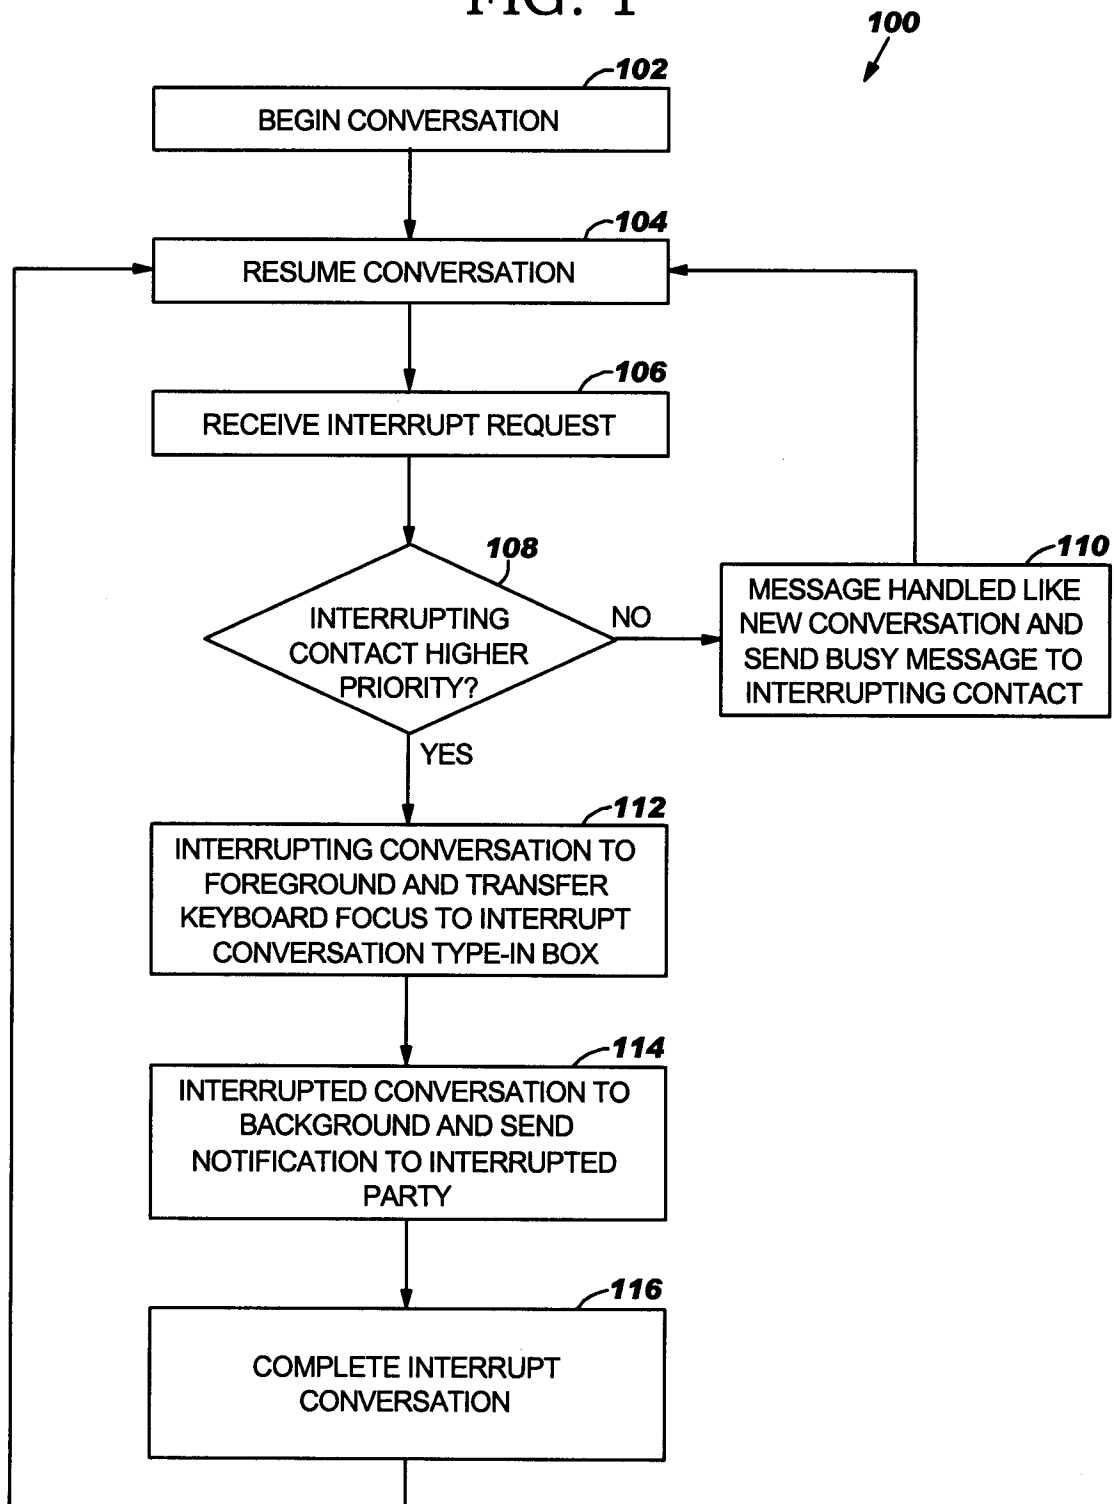 FIG. 1
100
102
BEGIN CONVERSATION
104
RESUME CONVERSATION
106
RECEIVE INTERRUPT REQUEST
108
INTERRUPTING
CONTACT HIGHER
PRIORITY?
NO
110
MESSAGE HANDLED LIKE
NEW CONVERSATION AND
SEND BUSY MESSAGE TO
INTERRUPTING CONTACT
YES
112
INTERRUPTING CONVERSATION TO
FOREGROUND AND TRANSFER
KEYBOARD FOCUS TO INTERRUPT
CONVERSATION TYPE-IN BOX
114
INTERRUPTED CONVERSATION TO
BACKGROUND AND SEND
NOTIFICATION TO INTERRUPTED
PARTY
116
COMPLETE INTERRUPT
CONVERSATION